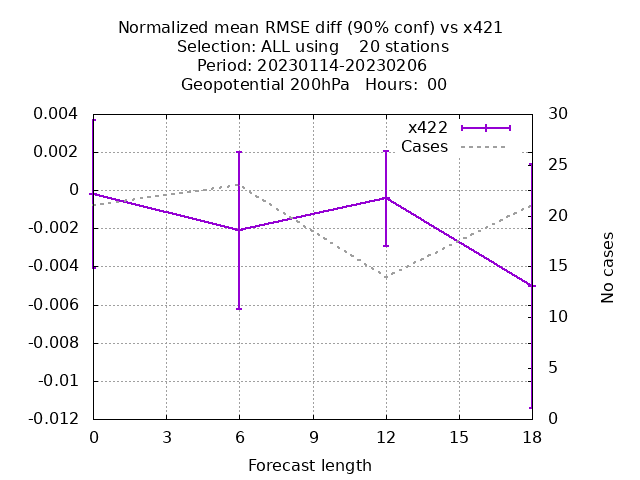 Normalized mean RMSE diff (90% conf) vs x421
Selection: ALL using    20 stations
Period: 20230114-20230206
Geopotential 200hPa   Hours:  00
0.004
0.002
0
-0.002
-0.004
-0.006
-0.008
-0.01
-0.012
x422
Cases
30
25
20
15
10
5
0
No cases
0 3 6 9 12 15 18
Forecast length